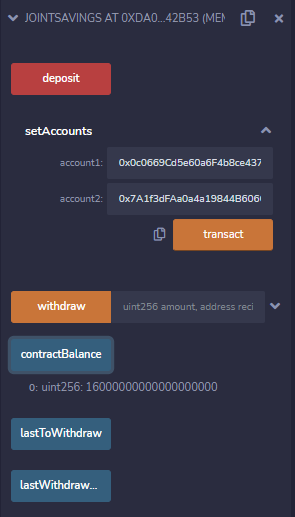 JOINTSAVINGS AT 0XDA0...42B53 (MEM
deposit
setAccounts
account1: 0x0c0669Cd5e60a6F4b8ce437
account2: 0x7A1f3dFAa0a4a19844B606
transact
withdraw uint256 amount, address reci
contractBalance
0: uint256: 16000000000000000000
lastToWithdraw
lastWithdraw...